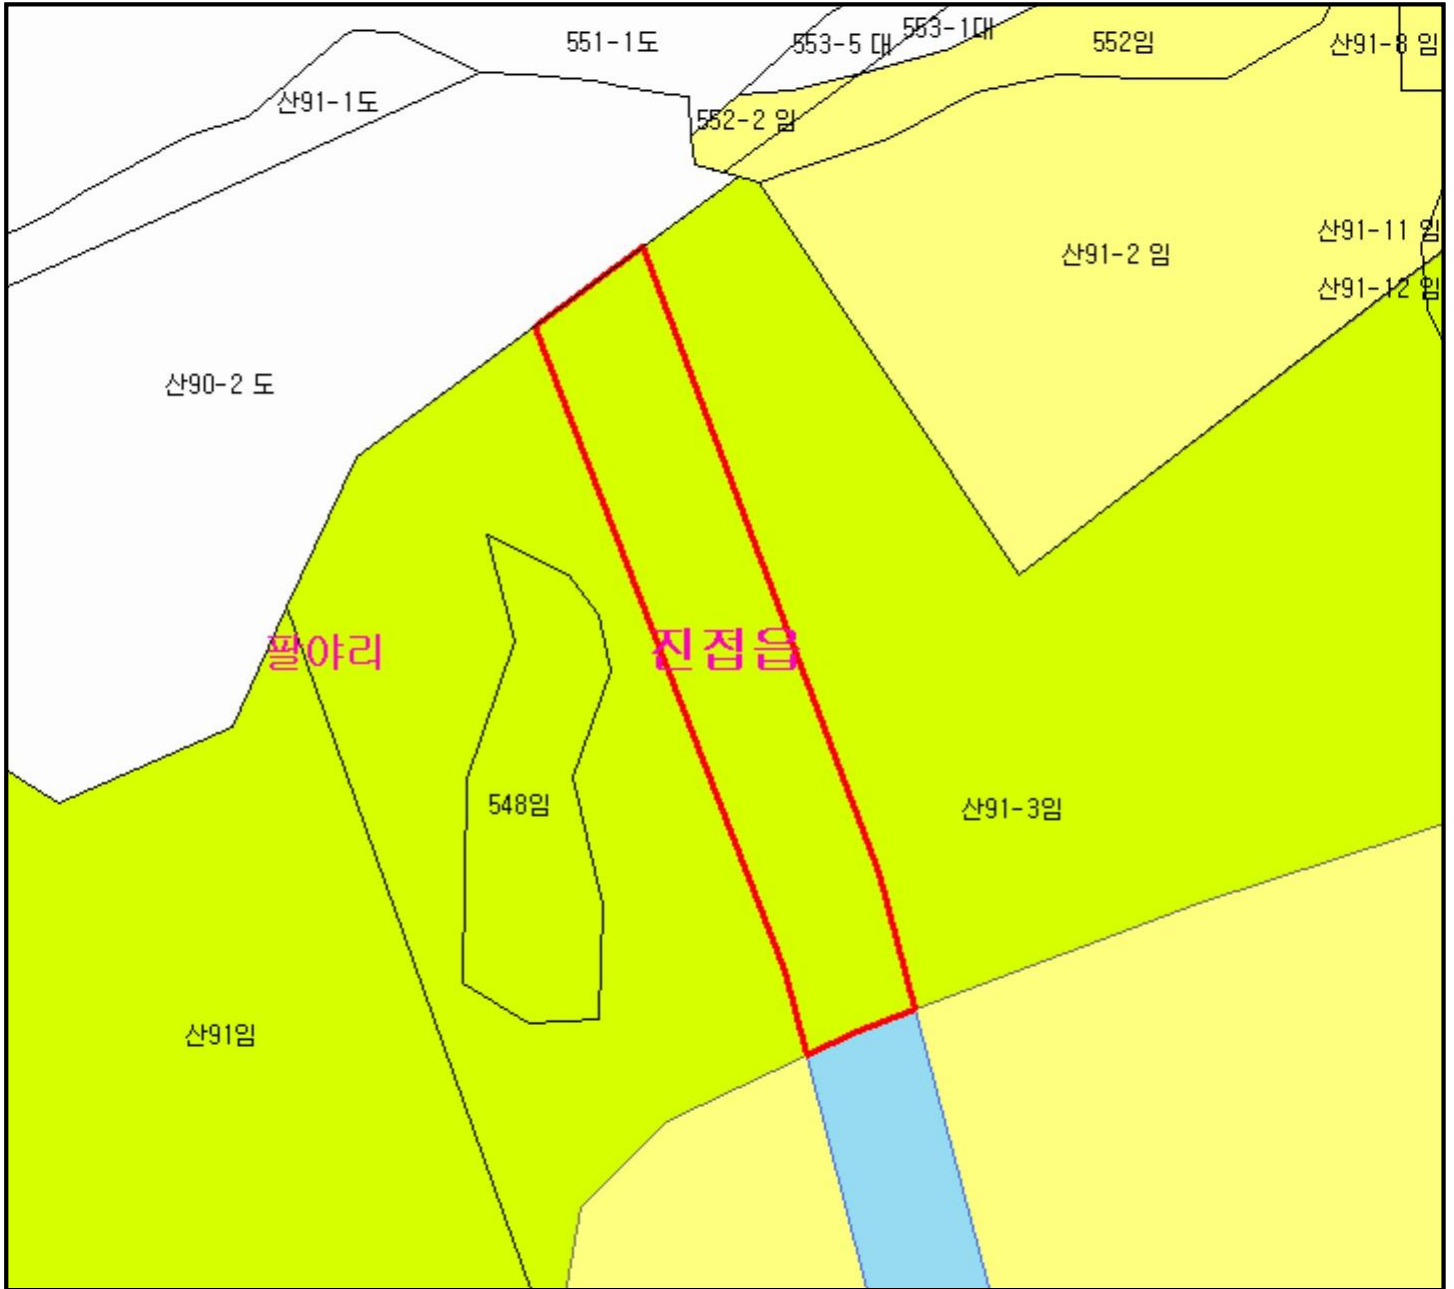 551-1도
553-5 대
553-1대
552임
산91-8 임
산91-1도
552-2 임
산91-11 임
산91-2 임
산91-12 임
산90-2 도
팔야리
진접읍
548임
산91-3임
산91임